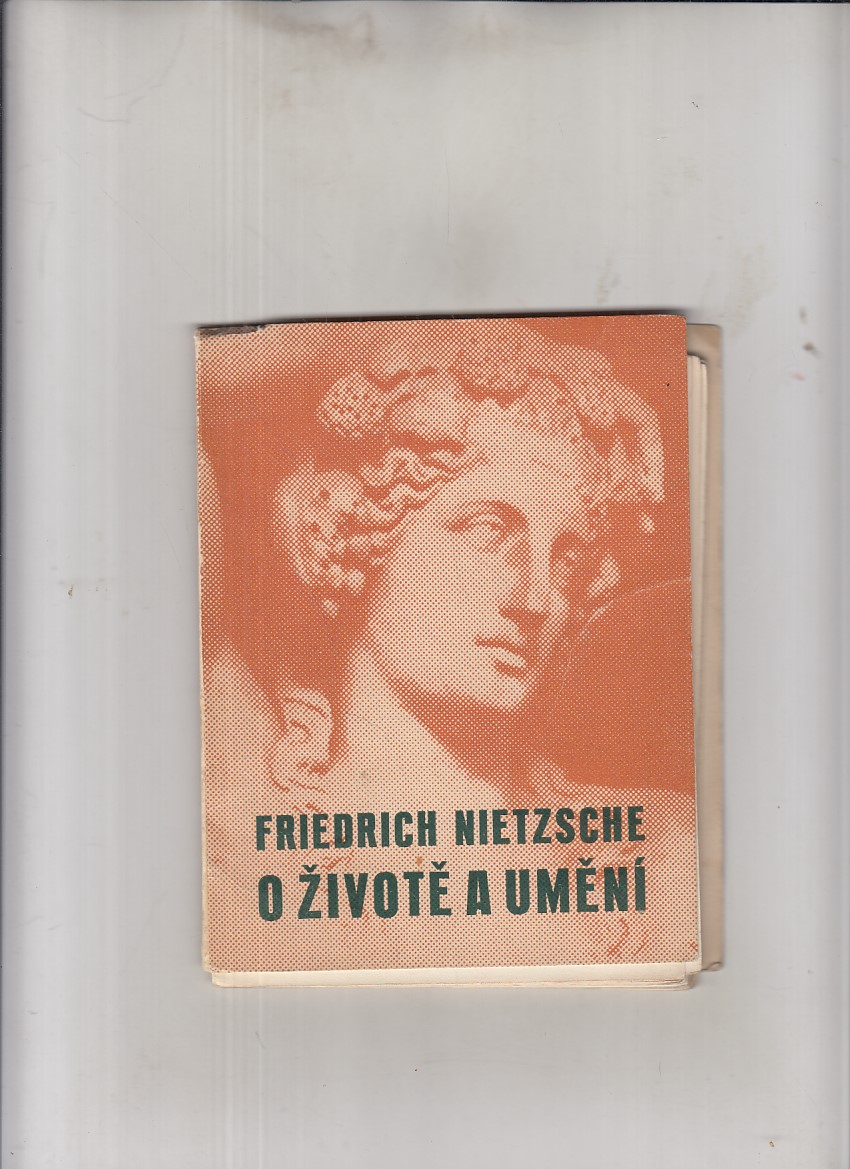 FRIEDRICH NIETZSCHE
O ŽIVOTĚ A UMĚNÍ